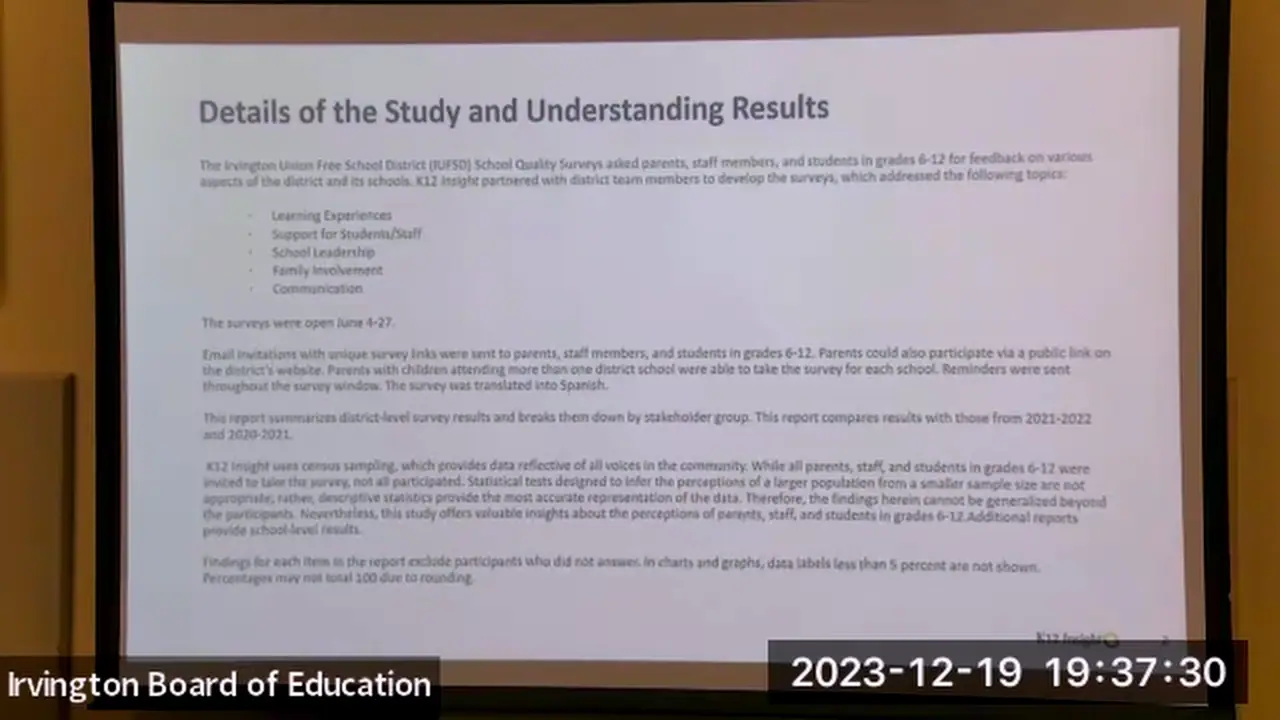 Details of the Study and Understanding Results
The Irvington Union Free School District (IUFSD) School Quality Surveys asked parents, staff members, and students in grades 6-12 for feedback on various
aspects of the district and its schools. K12 Insight partnered with district team members to develop the surveys, which addressed the following topics:
· Learning Experiences
· Support for Students/Staff
· School Leadership
· Family Involvement
· Communication
The surveys were open June 4-27.
Email invitations with unique survey links were sent to parents, staff members, and students in grades 6-12. Parents could also participate via a public link on
the district's website. Parents with children attending more than one district school were able to take the survey for each school. Reminders were sent
throughout the survey window. The survey was translated into Spanish.
This report summarizes district-level survey results and breaks them down by stakeholder group. This report compares results with those from 2021-2022
and 2020-2021.
K12 Insight uses census sampling, which provides data reflective of all voices in the community. While all parents, staff, and students in grades 6-12 were
invited to take the survey, not all participated. Statistical tests designed to infer the perceptions of a larger population from a smaller sample size are not
appropriate; rather, descriptive statistics provide the most accurate representation of the data. Therefore, the findings herein cannot be generalized beyond
the participants. Nevertheless, this study offers valuable insights about the perceptions of parents, staff, and students in grades 6-12.Additional reports
provide school-level results.
Findings for each item in the report exclude participants who did not answer. In charts and graphs, data labels less than 5 percent are not shown.
Percentages may not total 100 due to rounding.
K12 Insight
2
Irvington Board of Education
2023-12-19 19:37:30